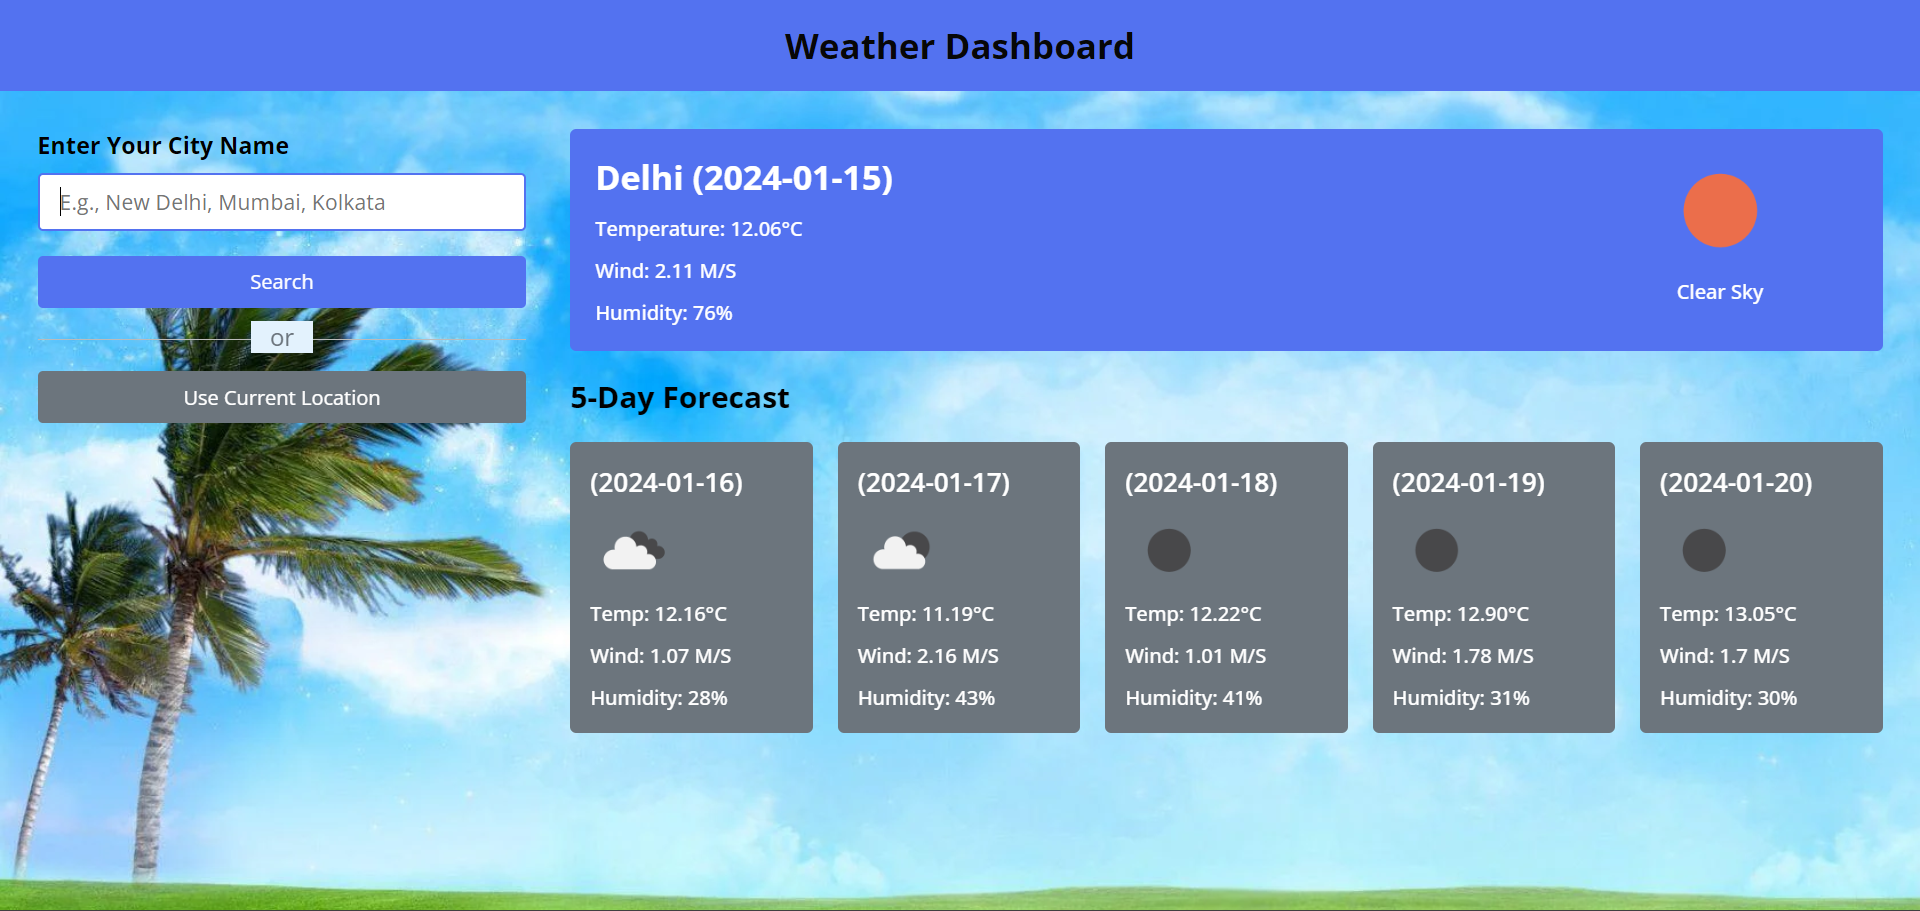 Weather Dashboard
Enter Your City Name
E.g., New Delhi, Mumbai, Kolkata
Search
or
Use Current Location
Delhi (2024-01-15)
Temperature: 12.06°C
Wind: 2.11 M/S
Humidity: 76%
Clear Sky
5-Day Forecast
(2024-01-16)
Temp: 12.16°C
Wind: 1.07 M/S
Humidity: 28%
(2024-01-17)
Temp: 11.19°C
Wind: 2.16 M/S
Humidity: 43%
(2024-01-18)
Temp: 12.22°C
Wind: 1.01 M/S
Humidity: 41%
(2024-01-19)
Temp: 12.90°C
Wind: 1.78 M/S
Humidity: 31%
(2024-01-20)
Temp: 13.05°C
Wind: 1.7 M/S
Humidity: 30%